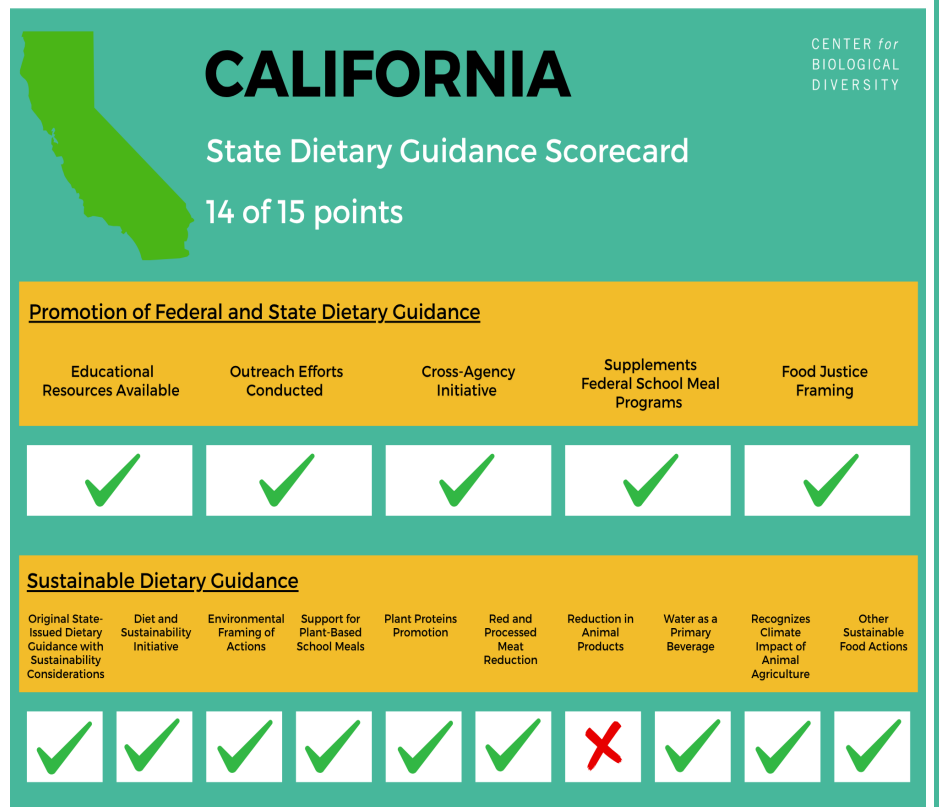 CALIFORNIA
CENTER for
BIOLOGICAL
DIVERSITY
State Dietary Guidance Scorecard
14 of 15 points
Promotion of Federal and State Dietary Guidance
Educational
Resources Available
Outreach Efforts
Conducted
Cross-Agency
Initiative
Supplements
Federal School Meal
Programs
Food Justice
Framing
Sustainable Dietary Guidance
Original State-
Issued Dietary
Guidance with
Sustainability
Considerations
Diet and
Sustainability
Initiative
Environmental
Framing of
Actions
Support for
Plant-Based
School Meals
Plant Proteins
Promotion
Red and
Processed
Meat
Reduction
Reduction in
Animal
Products
Water as a
Primary
Beverage
Recognizes
Climate
Impact of
Animal
Agriculture
Other
Sustainable
Food Actions